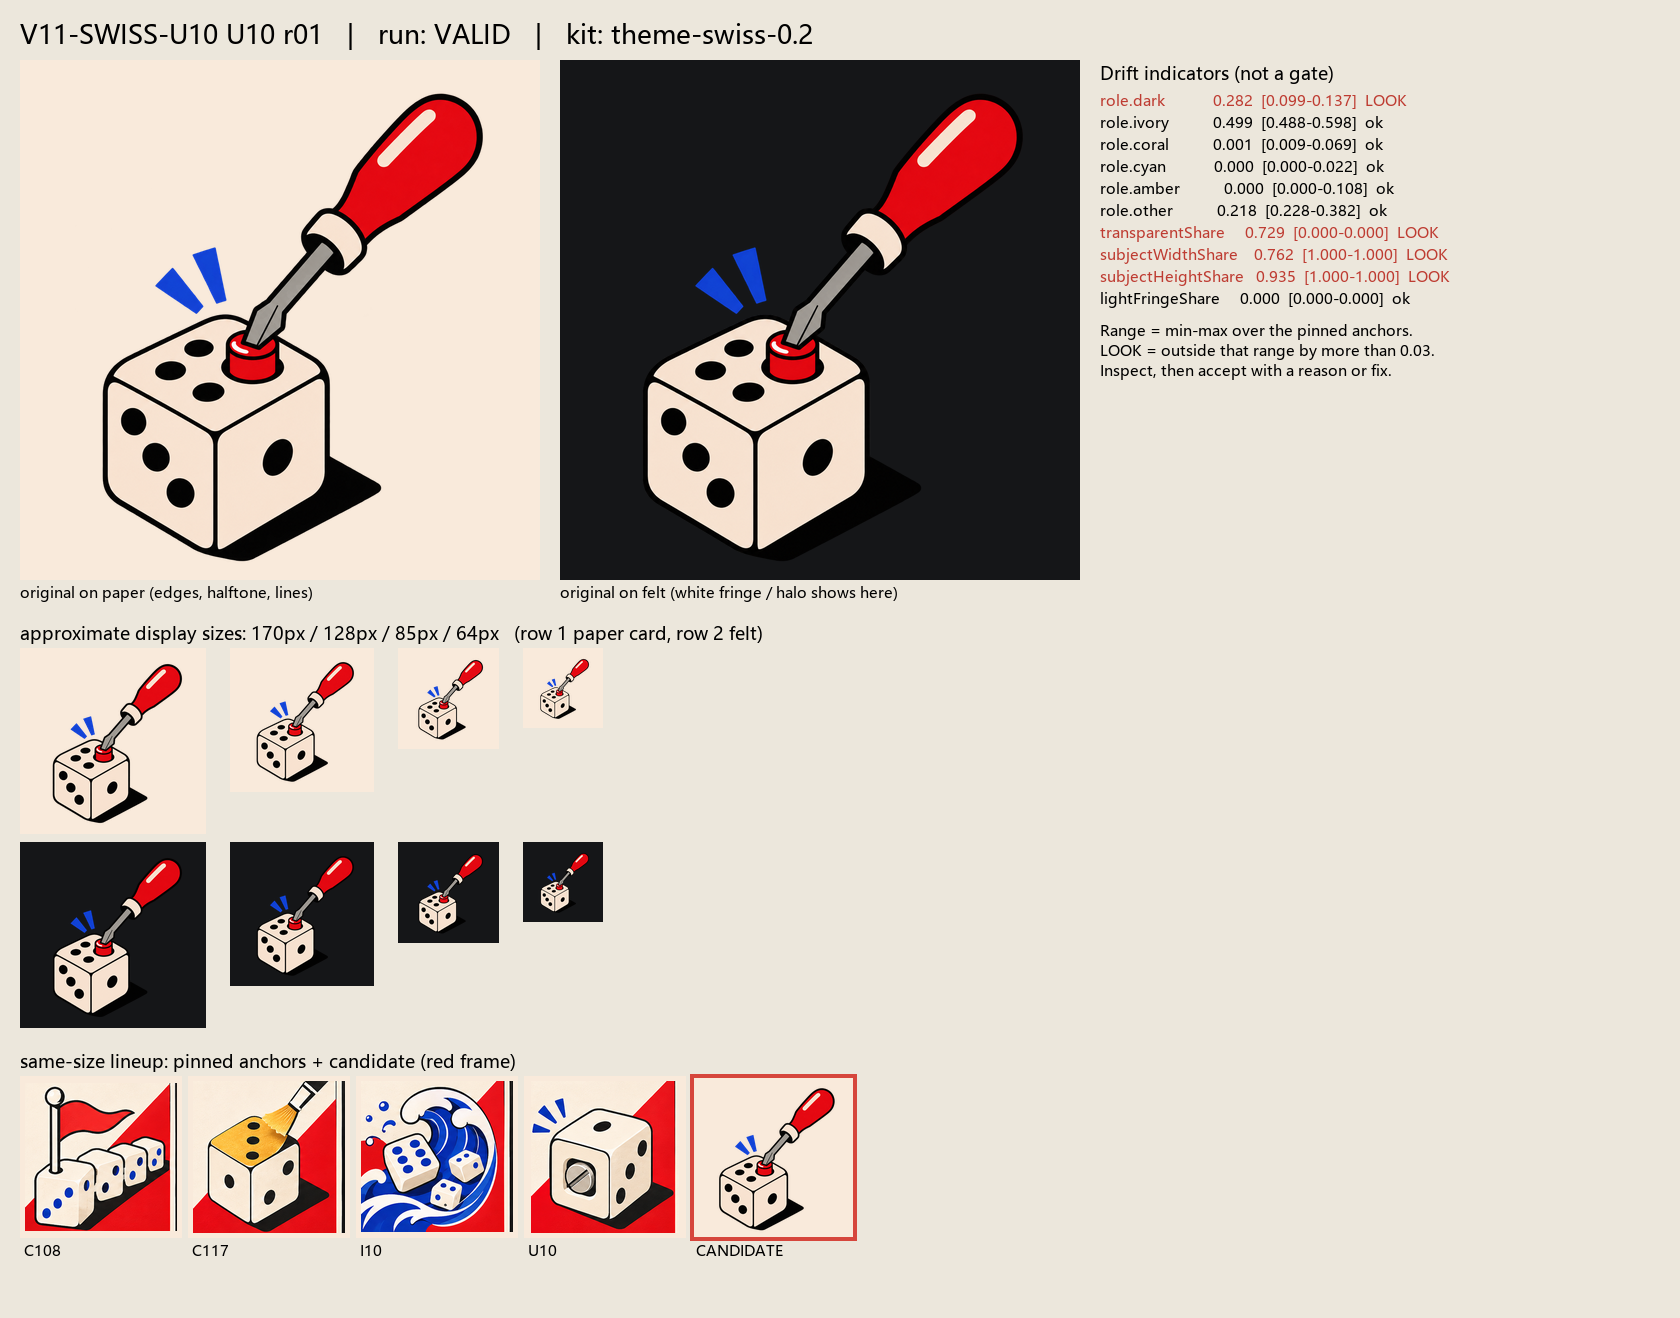 V11-SWISS-U10 U10 r01 | run: VALID | kit: theme-swiss-0.2
Drift indicators (not a gate)
role.dark 0.282 [0.099-0.137] LOOK
role.ivory 0.499 [0.488-0.598] ok
role.coral 0.001 [0.009-0.069] ok
role.cyan 0.000 [0.000-0.022] ok
role.amber 0.000 [0.000-0.108] ok
role.other 0.218 [0.228-0.382] ok
transparentShare 0.729 [0.000-0.000] LOOK
subjectWidthShare 0.762 [1.000-1.000] LOOK
subjectHeightShare 0.935 [1.000-1.000] LOOK
lightFringeShare 0.000 [0.000-0.000] ok
Range = min-max over the pinned anchors.
LOOK = outside that range by more than 0.03.
Inspect, then accept with a reason or fix.
original on paper (edges, halftone, lines)
original on felt (white fringe / halo shows here)
approximate display sizes: 170px / 128px / 85px / 64px (row 1 paper card, row 2 felt)
same-size lineup: pinned anchors + candidate (red frame)
C108
C117
I10
U10
CANDIDATE